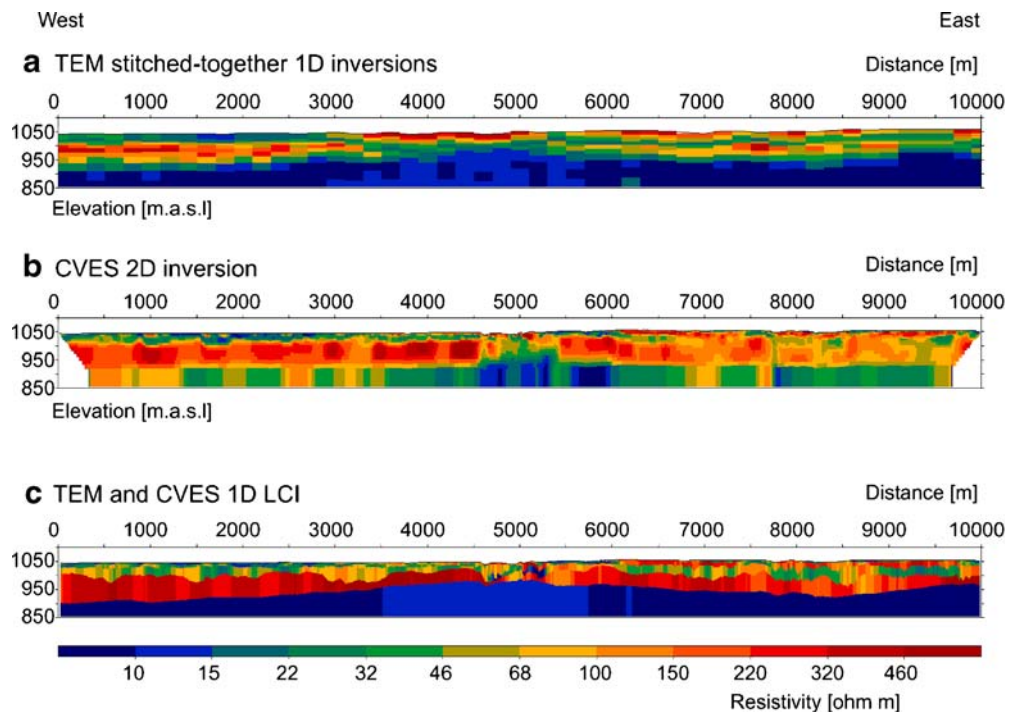 West East
a TEM stitched-together 1D inversions Distance [m]
0 1000 2000 3000 4000 5000 6000 7000 8000 9000 10000
1050
950
850
Elevation [m.a.s.l]
b CVES 2D inversion Distance [m]
0 1000 2000 3000 4000 5000 6000 7000 8000 9000 10000
1050
950
850
Elevation [m.a.s.l]
c TEM and CVES 1D LCI Distance [m]
0 1000 2000 3000 4000 5000 6000 7000 8000 9000 10000
1050
950
850
10 15 22 32 46 68 100 150 220 320 460
Resistivity [ohm m]